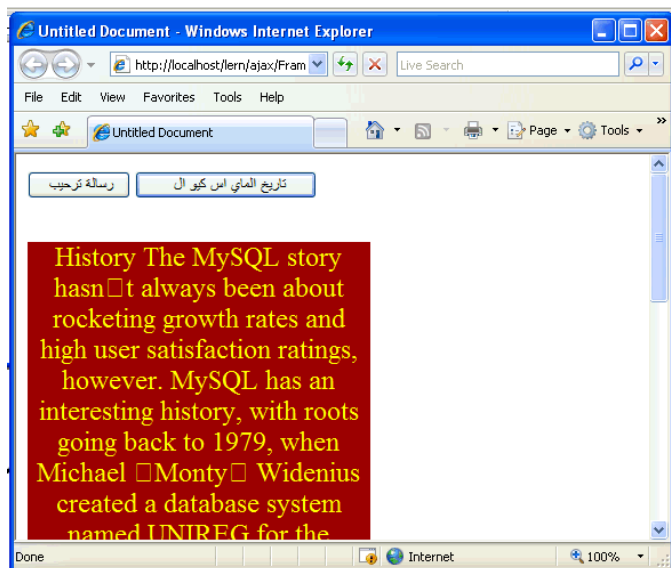 Untitled Document - Windows Internet Explorer
http://localhost/lern/ajax/Fram
Live Search
File Edit View Favorites Tools Help
Untitled Document
Page Tools
رسالة ترحيب
تاريخ الماي اس كيو ال
History The MySQL story
hasn□t always been about
rocketing growth rates and
high user satisfaction ratings,
however. MySQL has an
interesting history, with roots
going back to 1979, when
Michael □Monty□ Widenius
created a database system
named UNIREG for the
Done Internet 100%